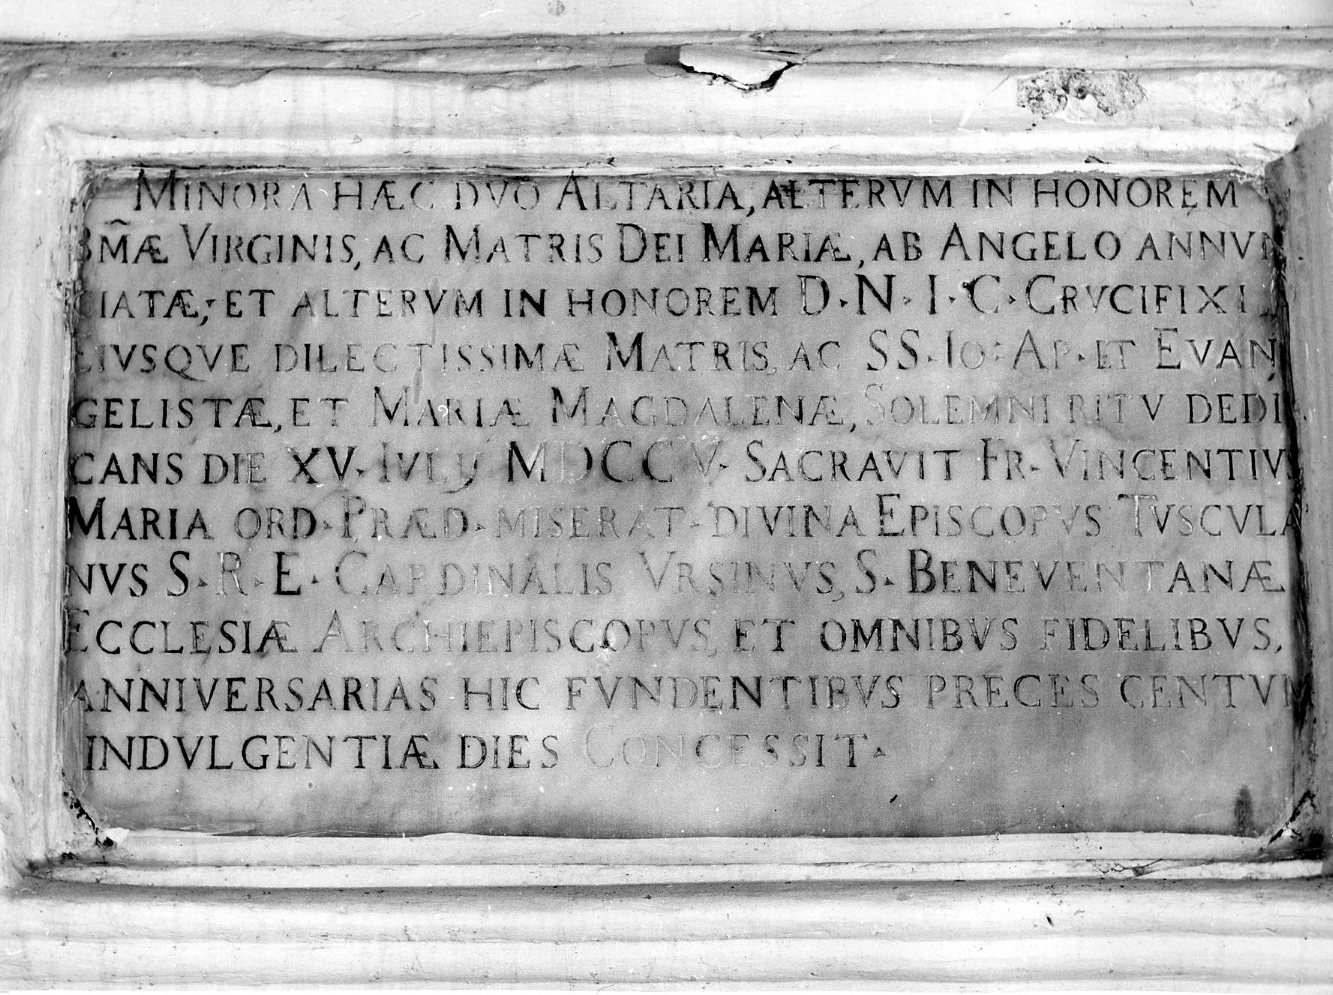 MINORA HÆC DVO ALTARIA, ALTERVM IN HONOREM
BM̃Æ VIRGINIS, AC MATRIS DEI MARIÆ, AB ANGELO ANNVN
CIATÆ; ET ALTERVM IN HONOREM D·N·I·C·CRVCIFIXI
EIVSQVE DILECTISSIMÆ MATRIS, AC SS·IO:AP·ET EVAN
GELISTÆ, ET MARIÆ MAGDALENÆ, SOLEMNI RITV DEDI
CANS DIE XV·IVLY MDCCV·SACRAVIT FR·VINCENTIVS
MARIA ORD·PRÆD·MISERAT·DIVINA EPISCOPVS TVSCVLA
NVS S·R·E·CARDINALIS VRSINVS, S·BENEVENTANÆ
ECCLESIÆ ARCHIEPISCOPVS, ET OMNIBVS FIDELIBVS,
ANNIVERSARIAS HIC FVNDENTIBVS PRECES CENTVM
INDVLGENTIÆ DIES CONCESSIT·